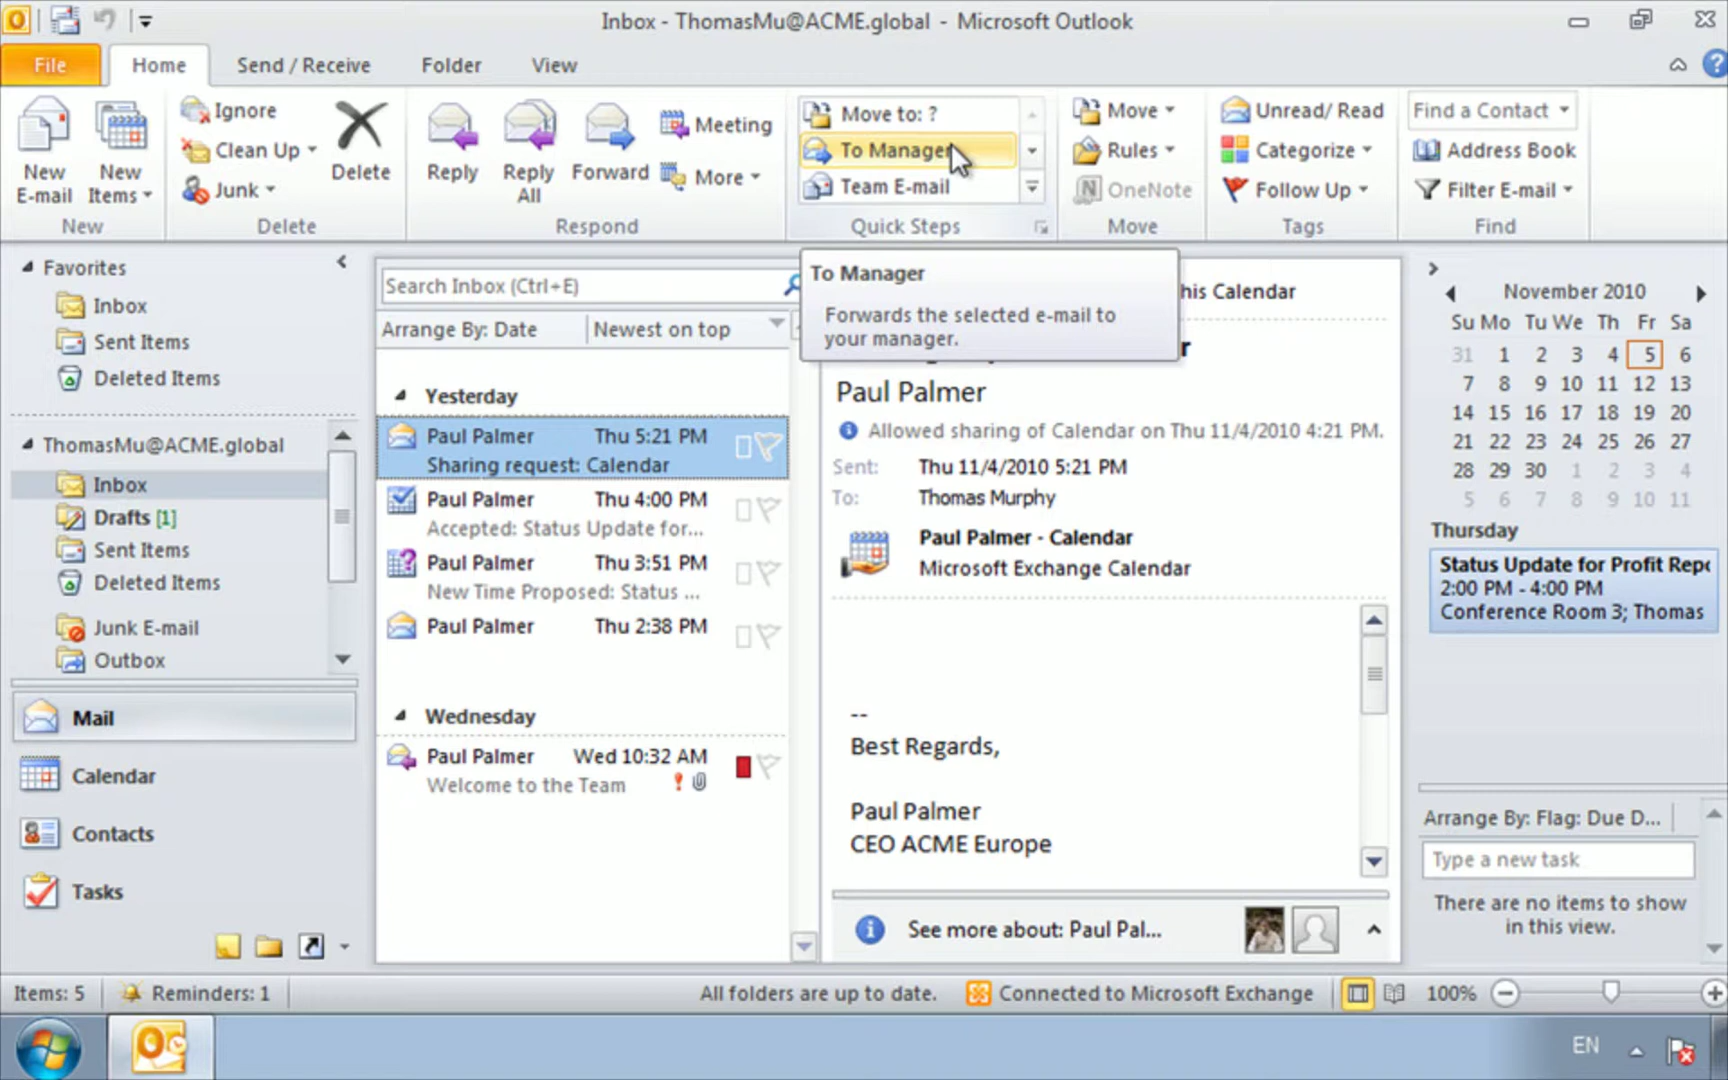 Inbox - ThomasMu@ACME.global - Microsoft Outlook
File
Home
Send / Receive
Folder
View
New
E-mail
New
Items
New
Ignore
Clean Up
Junk
Delete
Delete
Reply
Reply
All
Forward
Meeting
More
Respond
Move to: ?
To Manager
Team E-mail
Quick Steps
Move
Rules
OneNote
Move
Unread/ Read
Categorize
Follow Up
Tags
Find a Contact
Address Book
Filter E-mail
Find
To Manager
Forwards the selected e-mail to
your manager.
Favorites
Inbox
Sent Items
Deleted Items
ThomasMu@ACME.global
Inbox
Drafts [1]
Sent Items
Deleted Items
Junk E-mail
Outbox
Mail
Calendar
Contacts
Tasks
Search Inbox (Ctrl+E)
Arrange By: Date
Newest on top
Yesterday
Paul Palmer Thu 5:21 PM
Sharing request: Calendar
Paul Palmer Thu 4:00 PM
Accepted: Status Update for...
Paul Palmer Thu 3:51 PM
New Time Proposed: Status ...
Paul Palmer Thu 2:38 PM
Wednesday
Paul Palmer Wed 10:32 AM
Welcome to the Team
Calendar
Paul Palmer
Allowed sharing of Calendar on Thu 11/4/2010 4:21 PM.
Sent: Thu 11/4/2010 5:21 PM
To: Thomas Murphy
Paul Palmer - Calendar
Microsoft Exchange Calendar
--
Best Regards,
Paul Palmer
CEO ACME Europe
See more about: Paul Pal...
November 2010
Su Mo Tu We Th Fr Sa
31 1 2 3 4 5 6
7 8 9 10 11 12 13
14 15 16 17 18 19 20
21 22 23 24 25 26 27
28 29 30 1 2 3 4
5 6 7 8 9 10 11
Thursday
Status Update for Profit Repo
2:00 PM - 4:00 PM
Conference Room 3; Thomas
Arrange By: Flag: Due D...
Type a new task
There are no items to show
in this view.
Items: 5
Reminders: 1
All folders are up to date.
Connected to Microsoft Exchange
100%
EN